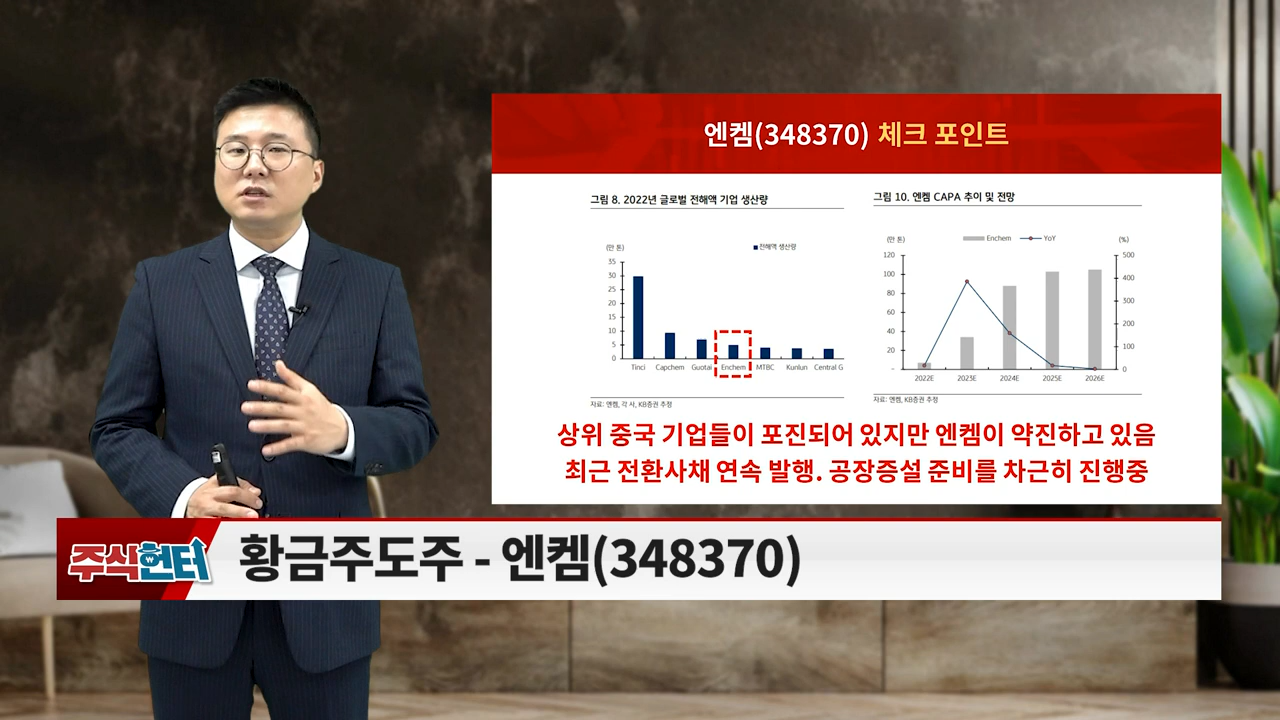 엔켐(348370) 체크 포인트
그림 8. 2022년 글로벌 전해액 기업 생산량
(만 톤)
전해액 생산량
35
30
25
20
15
10
5
0
Tinci Capchem Guotai Enchem MTBC Kunlun Central G
자료: 엔켐, 각 사, KB증권 추정
그림 10. 엔켐 CAPA 추이 및 전망
(만 톤) Enchem YoY (%)
120
100
80
60
40
20
-
500
400
300
200
100
0
2022E 2023E 2024E 2025E 2026E
자료: 엔켐, KB증권 추정
상위 중국 기업들이 포진되어 있지만 엔켐이 약진하고 있음
최근 전환사채 연속 발행. 공장증설 준비를 차근히 진행중
주식헌터
황금주도주 - 엔켐(348370)